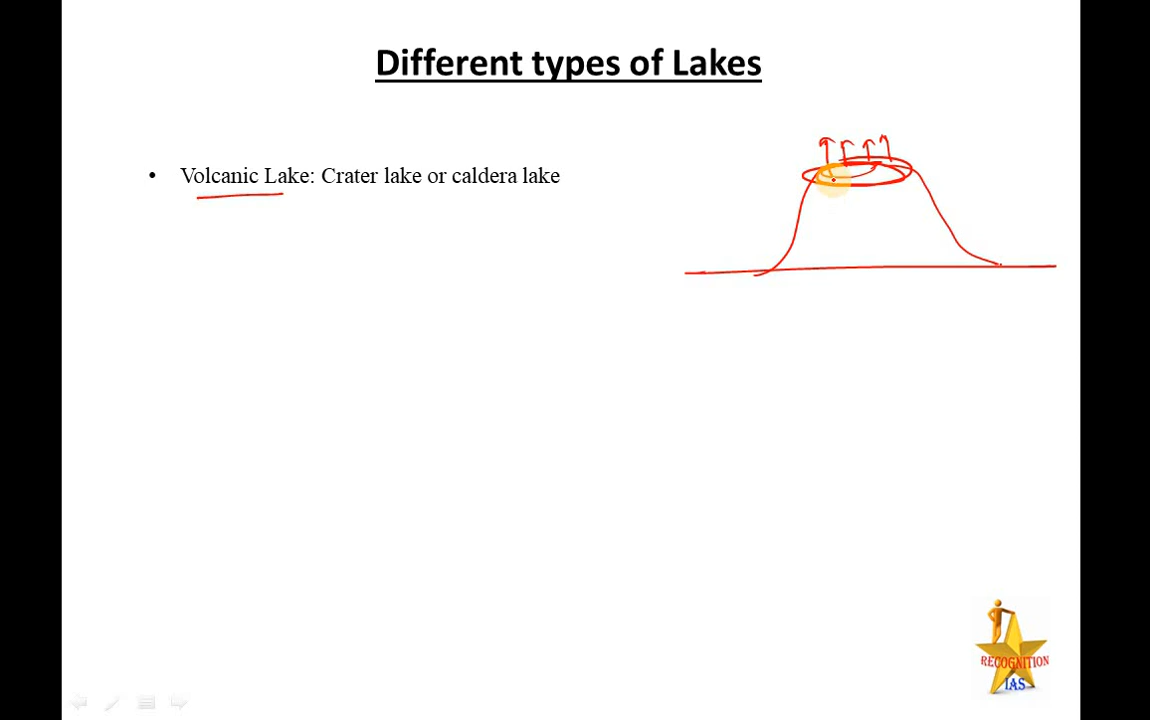 Different types of Lakes
• Volcanic Lake: Crater lake or caldera lake
RECOGNITION
IAS